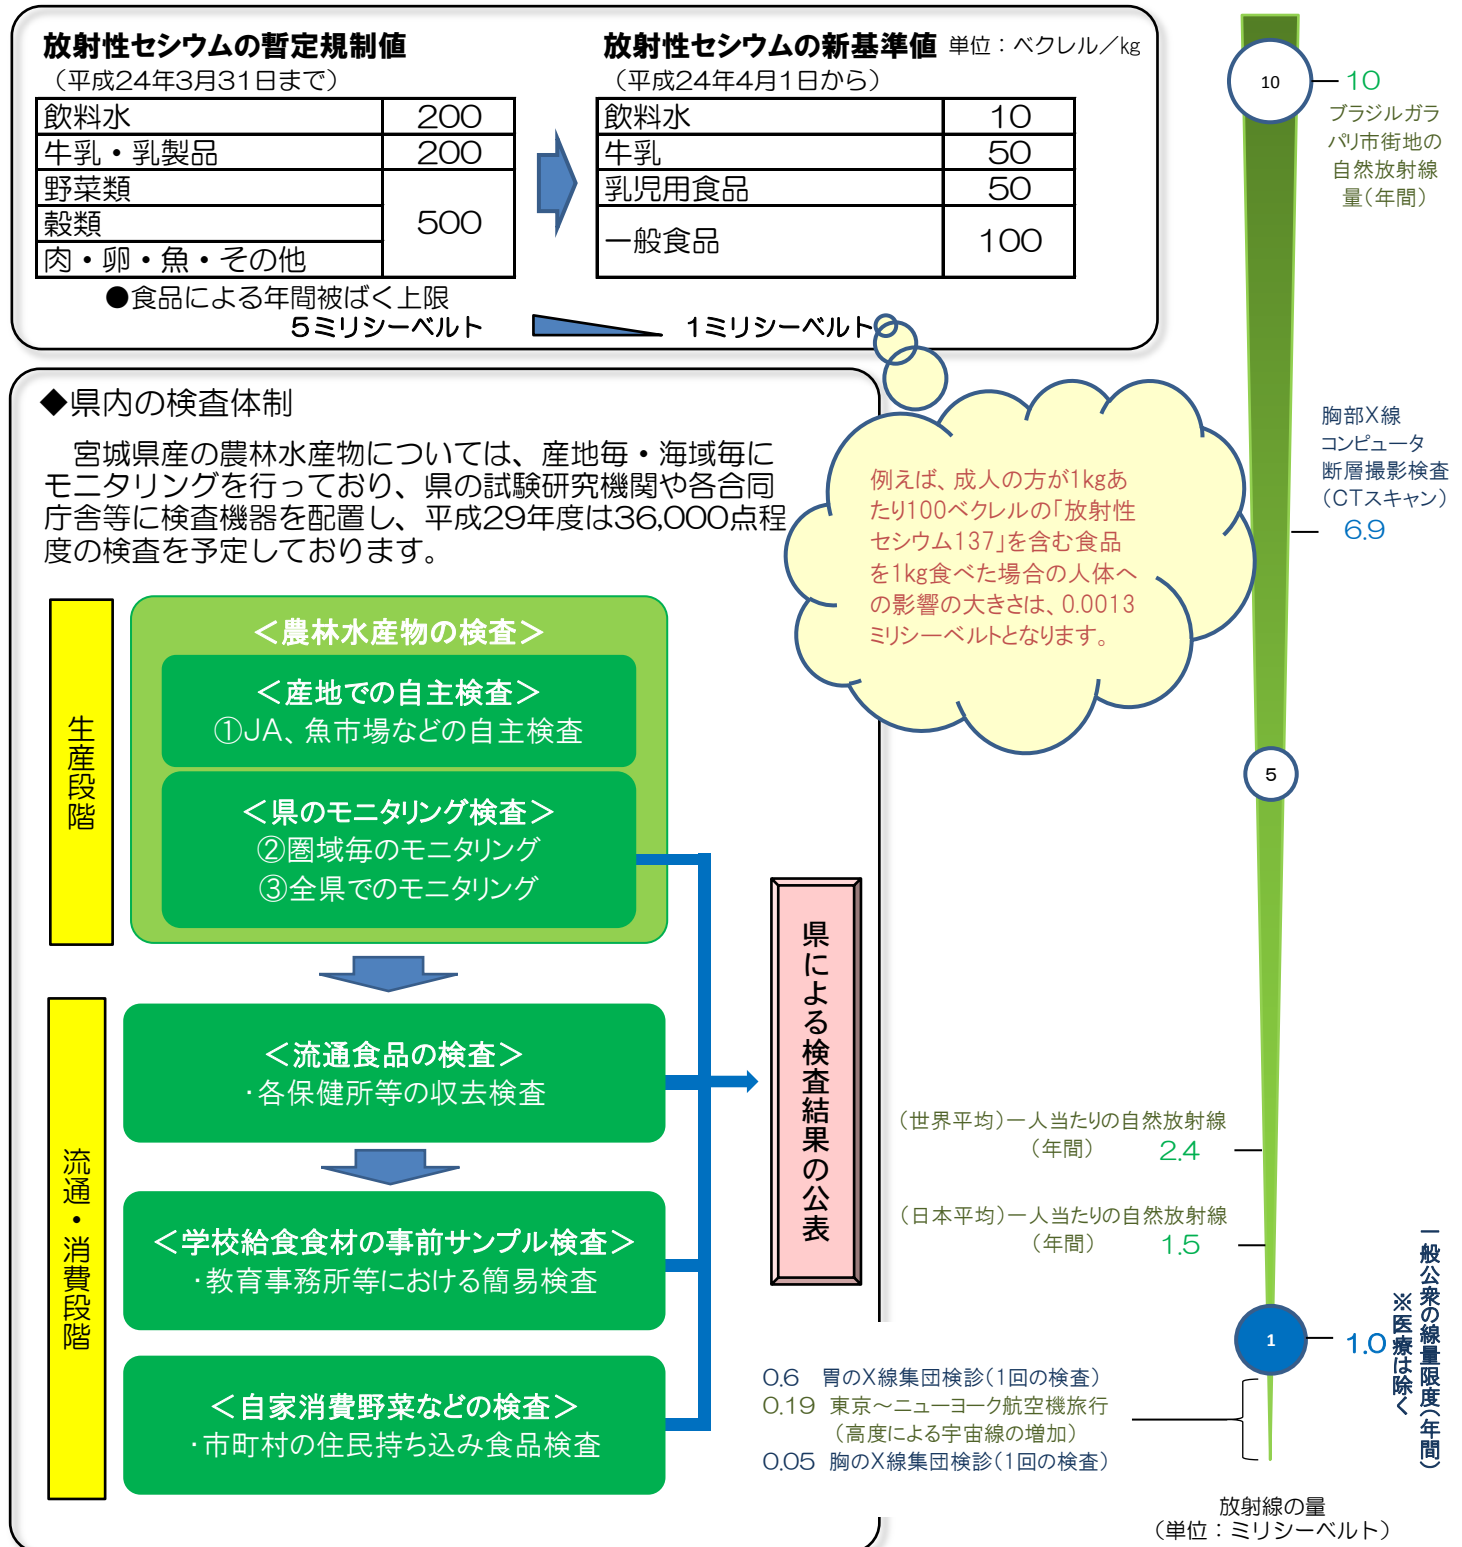 放射性セシウムの暫定規制値
（平成24年3月31日まで）
飲料水 200
牛乳・乳製品 200
野菜類
穀類 500
肉・卵・魚・その他
放射性セシウムの新基準値 単位：ベクレル／kg
（平成24年4月1日から）
飲料水 10
牛乳 50
乳児用食品 50
一般食品 100
●食品による年間被ばく上限
5ミリシーベルト 1ミリシーベルト
◆県内の検査体制
宮城県産の農林水産物については、産地毎・海域毎に
モニタリングを行っており、県の試験研究機関や各合同
庁舎等に検査機器を配置し、平成29年度は36,000点程
度の検査を予定しております。
例えば、成人の方が1kgあ
たり100ベクレルの「放射性
セシウム137」を含む食品
を1kg食べた場合の人体へ
の影響の大きさは、0.0013
ミリシーベルトとなります。
生産段階
＜農林水産物の検査＞
＜産地での自主検査＞
①JA、魚市場などの自主検査
＜県のモニタリング検査＞
②圏域毎のモニタリング
③全県でのモニタリング
流通・消費段階
＜流通食品の検査＞
・各保健所等の収去検査
＜学校給食食材の事前サンプル検査＞
・教育事務所等における簡易検査
＜自家消費野菜などの検査＞
・市町村の住民持ち込み食品検査
県による検査結果の公表
10
10
ブラジルガラ
パリ市街地の
自然放射線
量（年間）
胸部X線
コンピュータ
断層撮影検査
（CTスキャン）
6.9
5
（世界平均）一人当たりの自然放射線
（年間） 2.4
（日本平均）一人当たりの自然放射線
（年間） 1.5
1
1.0
一般公衆の線量限度（年間）
※医療は除く
0.6 胃のX線集団検診（1回の検査）
0.19 東京～ニューヨーク航空機旅行
（高度による宇宙線の増加）
0.05 胸のX線集団検診（1回の検査）
放射線の量
（単位：ミリシーベルト）